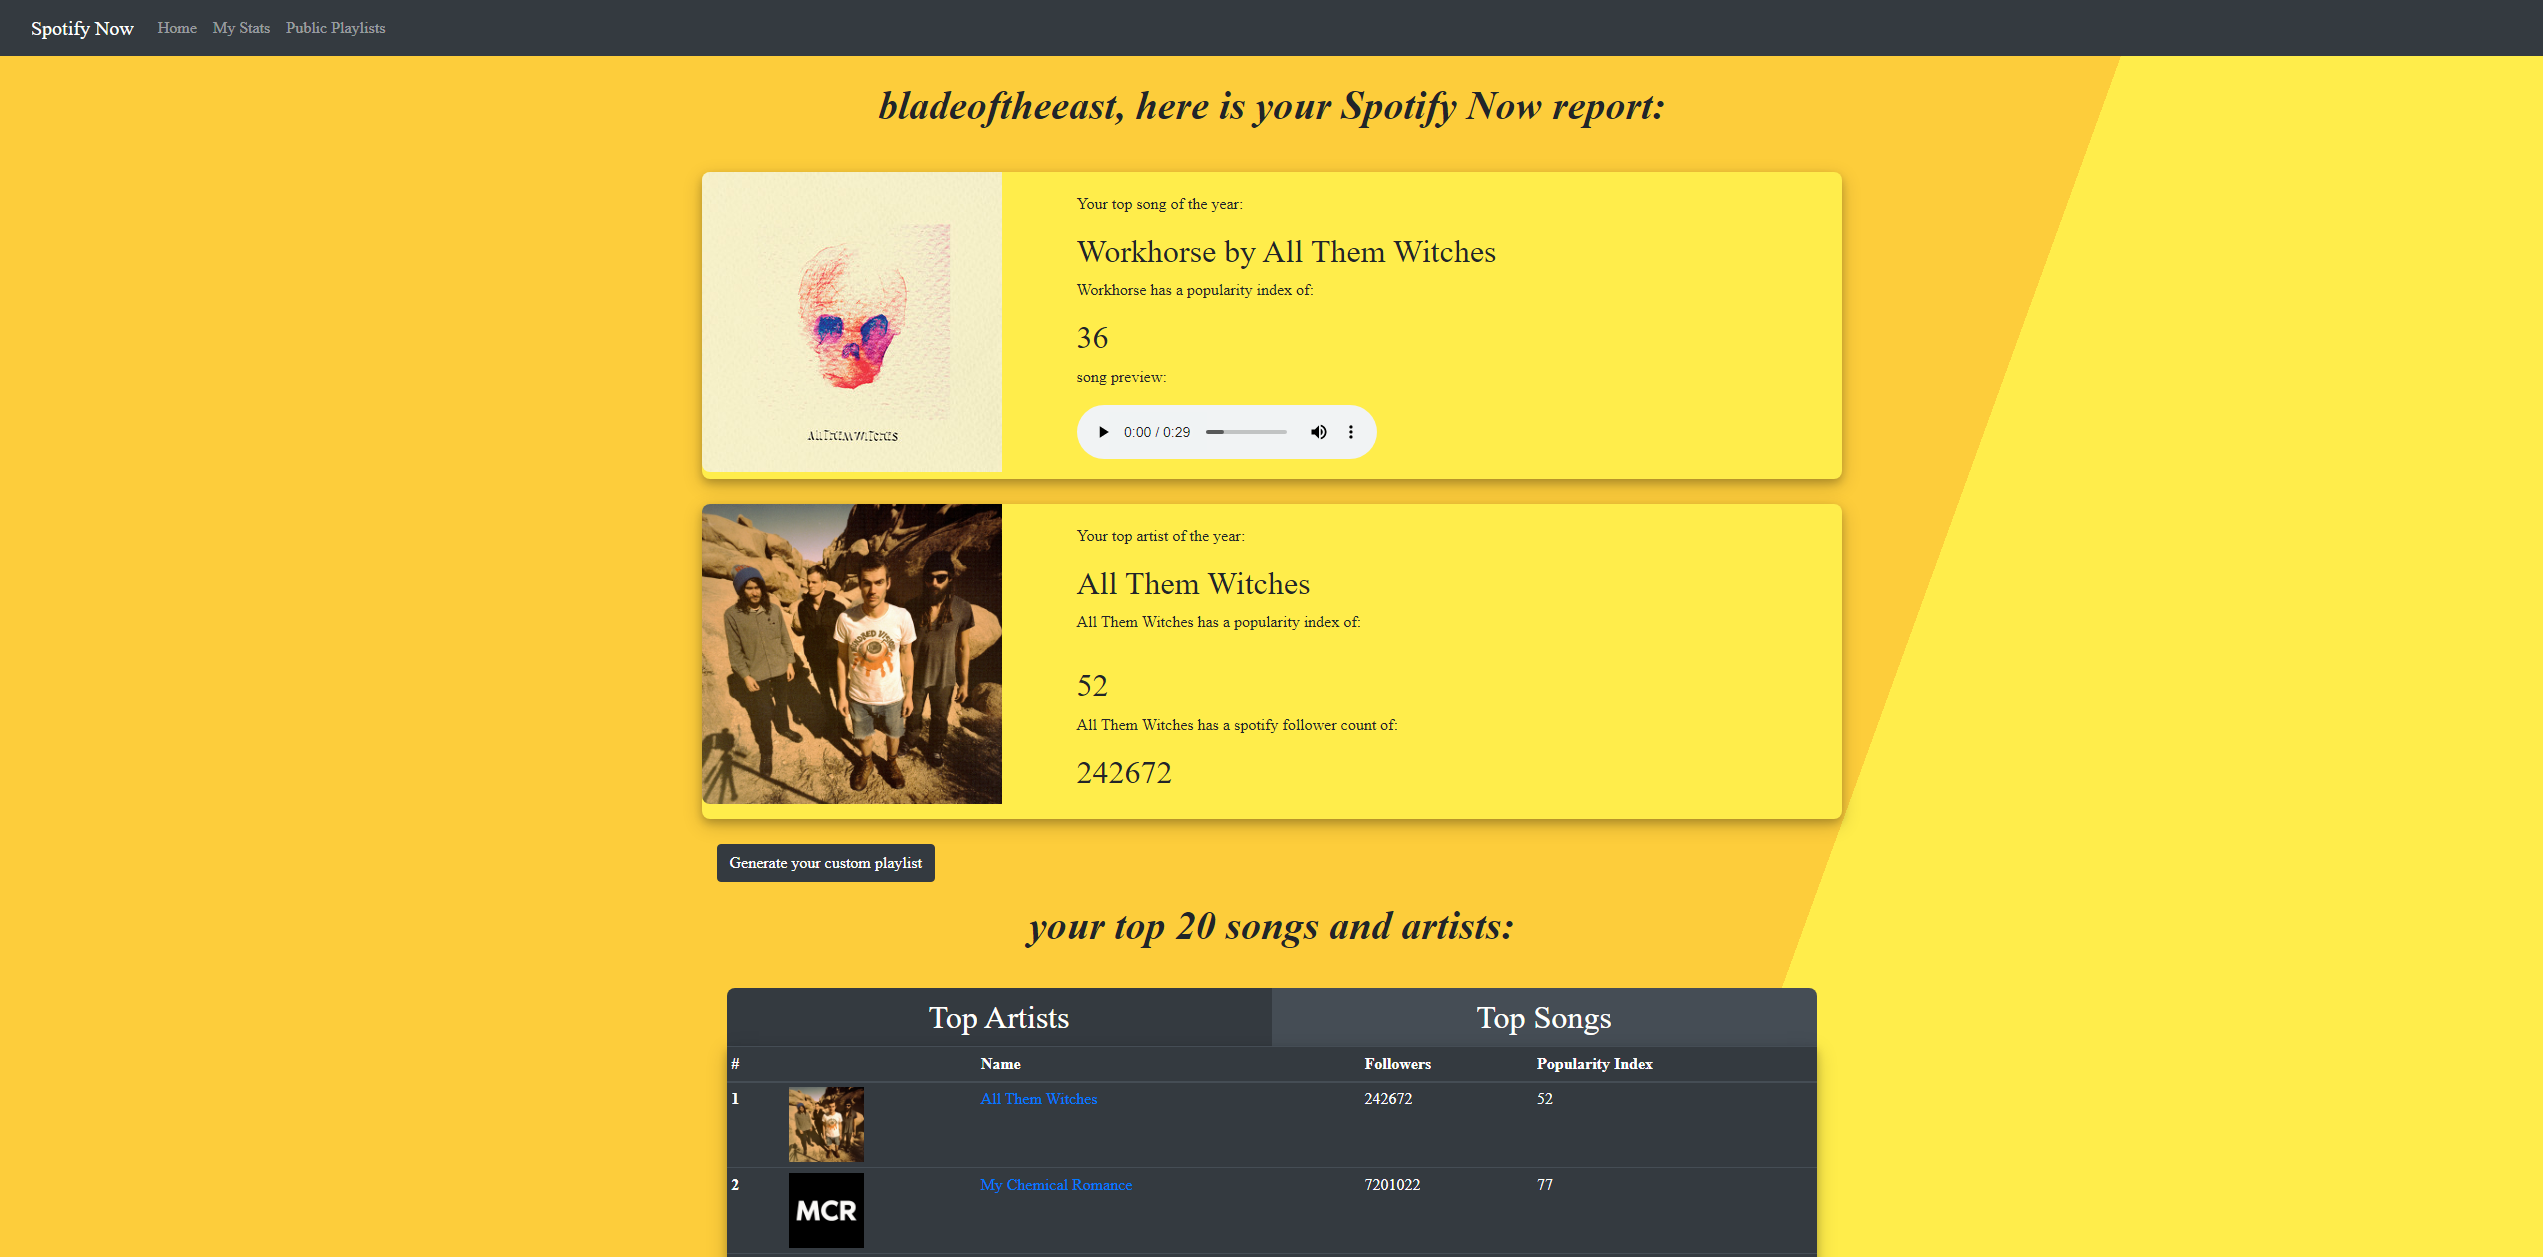 Spotify Now Home My Stats Public Playlists
bladeoftheeast, here is your Spotify Now report:
Your top song of the year:
Workhorse by All Them Witches
Workhorse has a popularity index of:
36
song preview:
0:00 / 0:29
ALLTHEMWITCHES
Your top artist of the year:
All Them Witches
All Them Witches has a popularity index of:
52
All Them Witches has a spotify follower count of:
242672
Generate your custom playlist
your top 20 songs and artists:
Top Artists Top Songs
# Name Followers Popularity Index
1 All Them Witches 242672 52
2 MCR My Chemical Romance 7201022 77